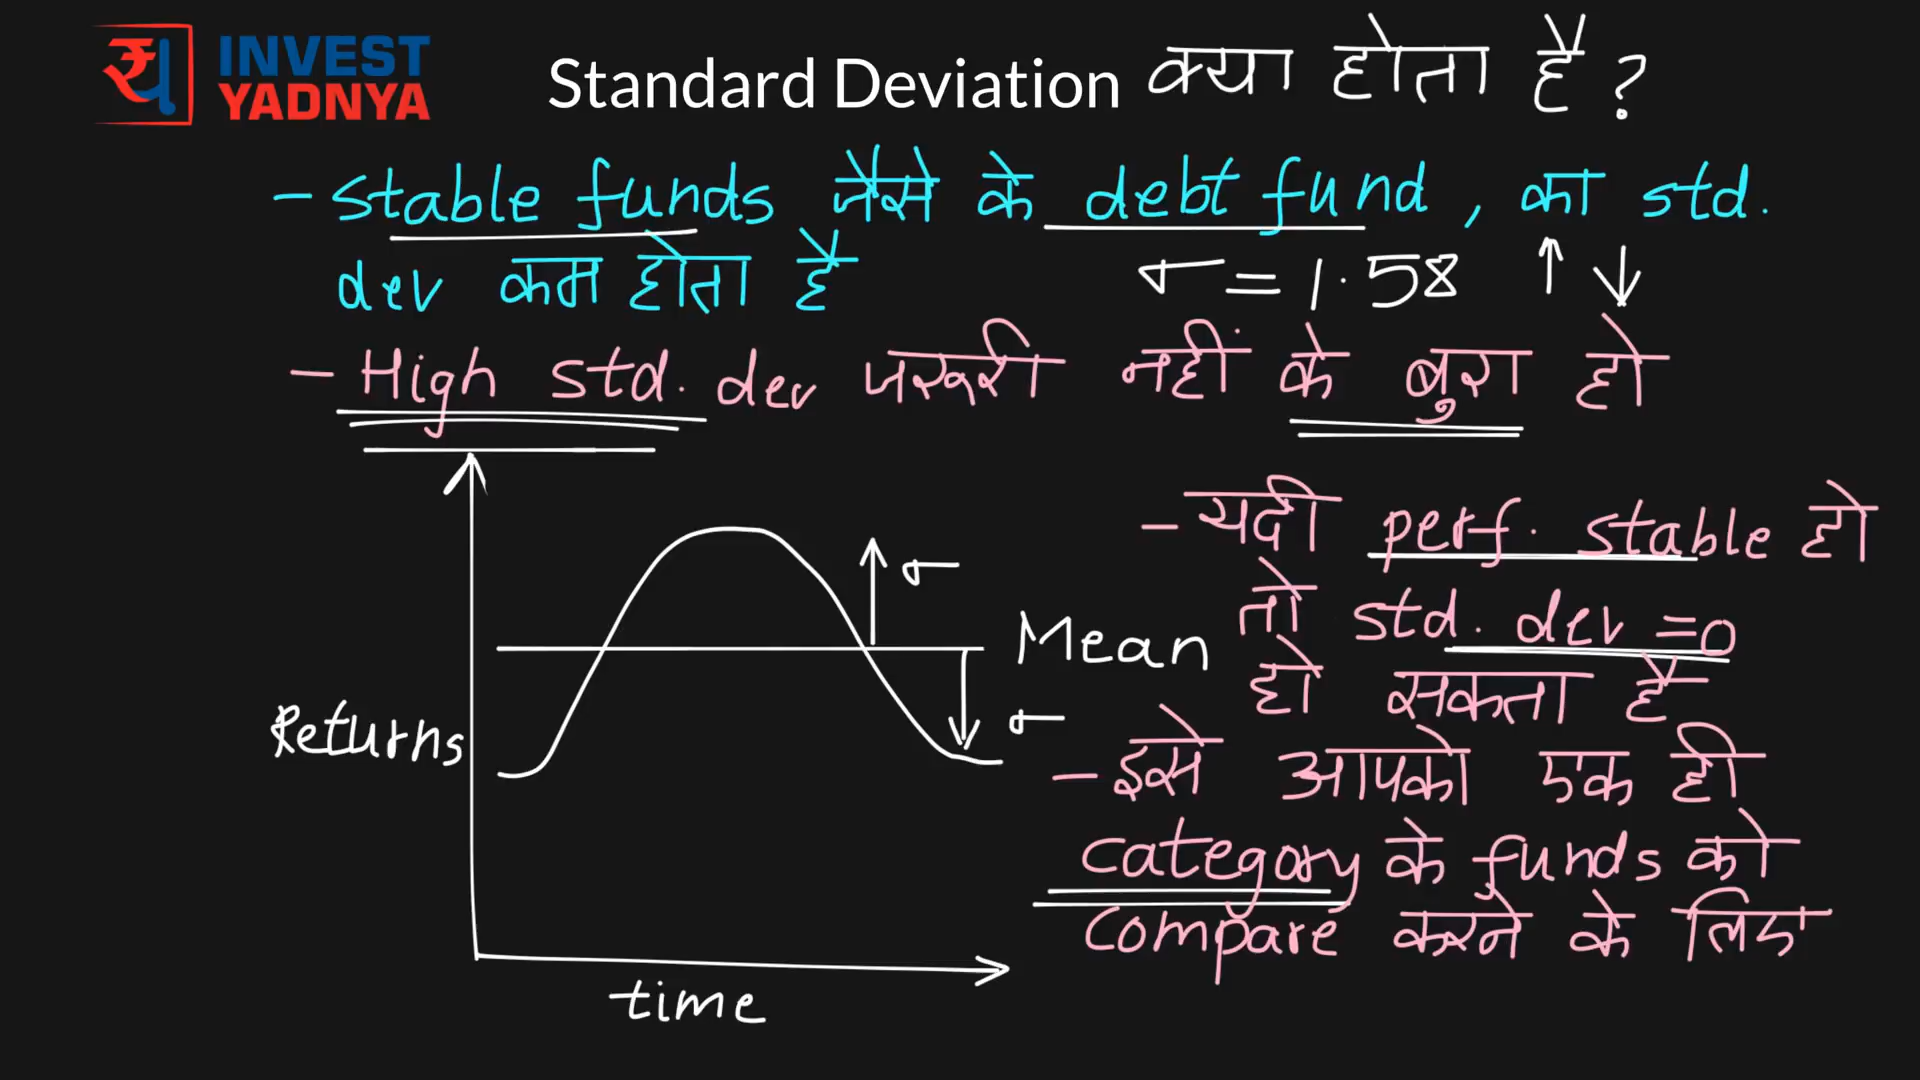 य INVEST YADNYA
Standard Deviation क्या होता है ?
- stable funds जैसे के debt fund, का std.
dev कम होता है σ = 1.58 ↑ ↓
- High std. dev जरूरी नहीं के बुरा हो
- यदी perf. stable हो
तो std. dev = 0
हो सकता है
- इसे आपको एक ही
category के funds को
compare करने के लिए
σ
Mean
σ
Returns
time